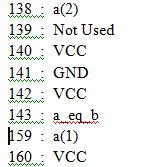 138 : a(2)
139 : Not Used
140 : VCC
141 : GND
142 : VCC
143 : a_eq_b
159 : a(1)
160 : VCC